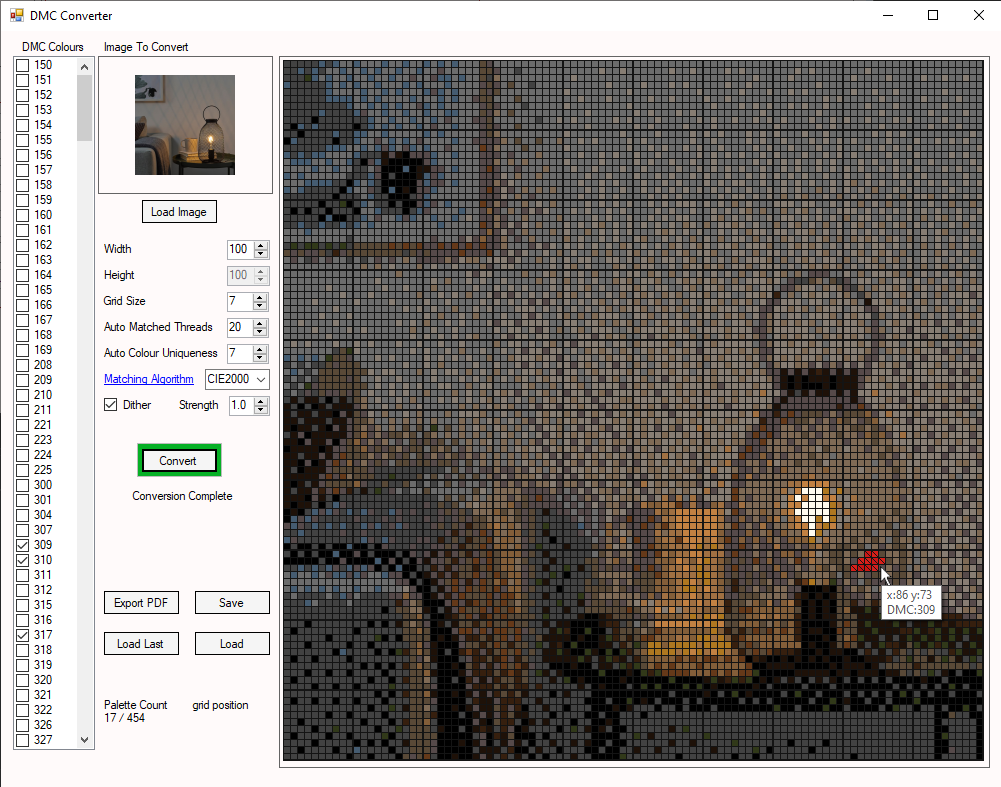 DMC Converter
DMC Colours
Image To Convert
150
151
152
153
154
155
156
157
158
159
160
161
162
163
164
165
166
167
168
169
208
209
210
211
221
223
224
225
300
301
304
307
309
310
311
312
315
316
317
318
319
320
321
322
326
327
Load Image
Width 100
Height 100
Grid Size 7
Auto Matched Threads 20
Auto Colour Uniqueness 7
Matching Algorithm CIE2000
Dither Strength 1.0
Convert
Conversion Complete
Export PDF Save
Load Last Load
Palette Count grid position
17 / 454
x:86 y:73
DMC:309